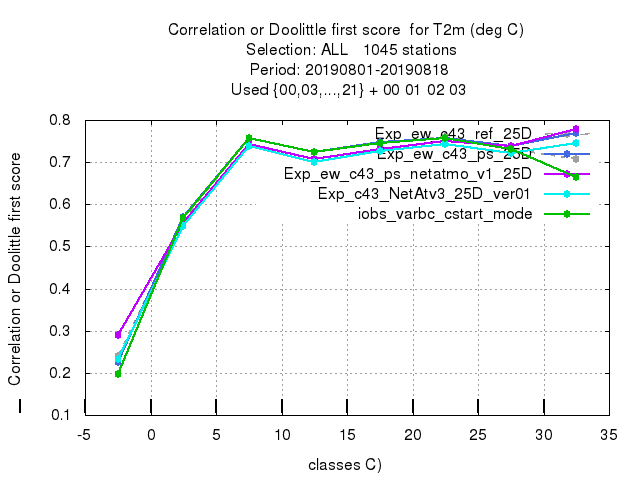 Correlation or Doolittle first score  for T2m (deg C)
Selection: ALL   1045 stations
Period: 20190801-20190818
Used {00,03,...,21} + 00 01 02 03
Correlation or Doolittle first score
0.8
0.7
0.6
0.5
0.4
0.3
0.2
0.1
Exp_ew_c43_ref_25D
Exp_ew_c43_ps_25D
Exp_ew_c43_ps_netatmo_v1_25D
Exp_c43_NetAtv3_25D_ver01
iobs_varbc_cstart_mode
-5 0 5 10 15 20 25 30 35
classes C)